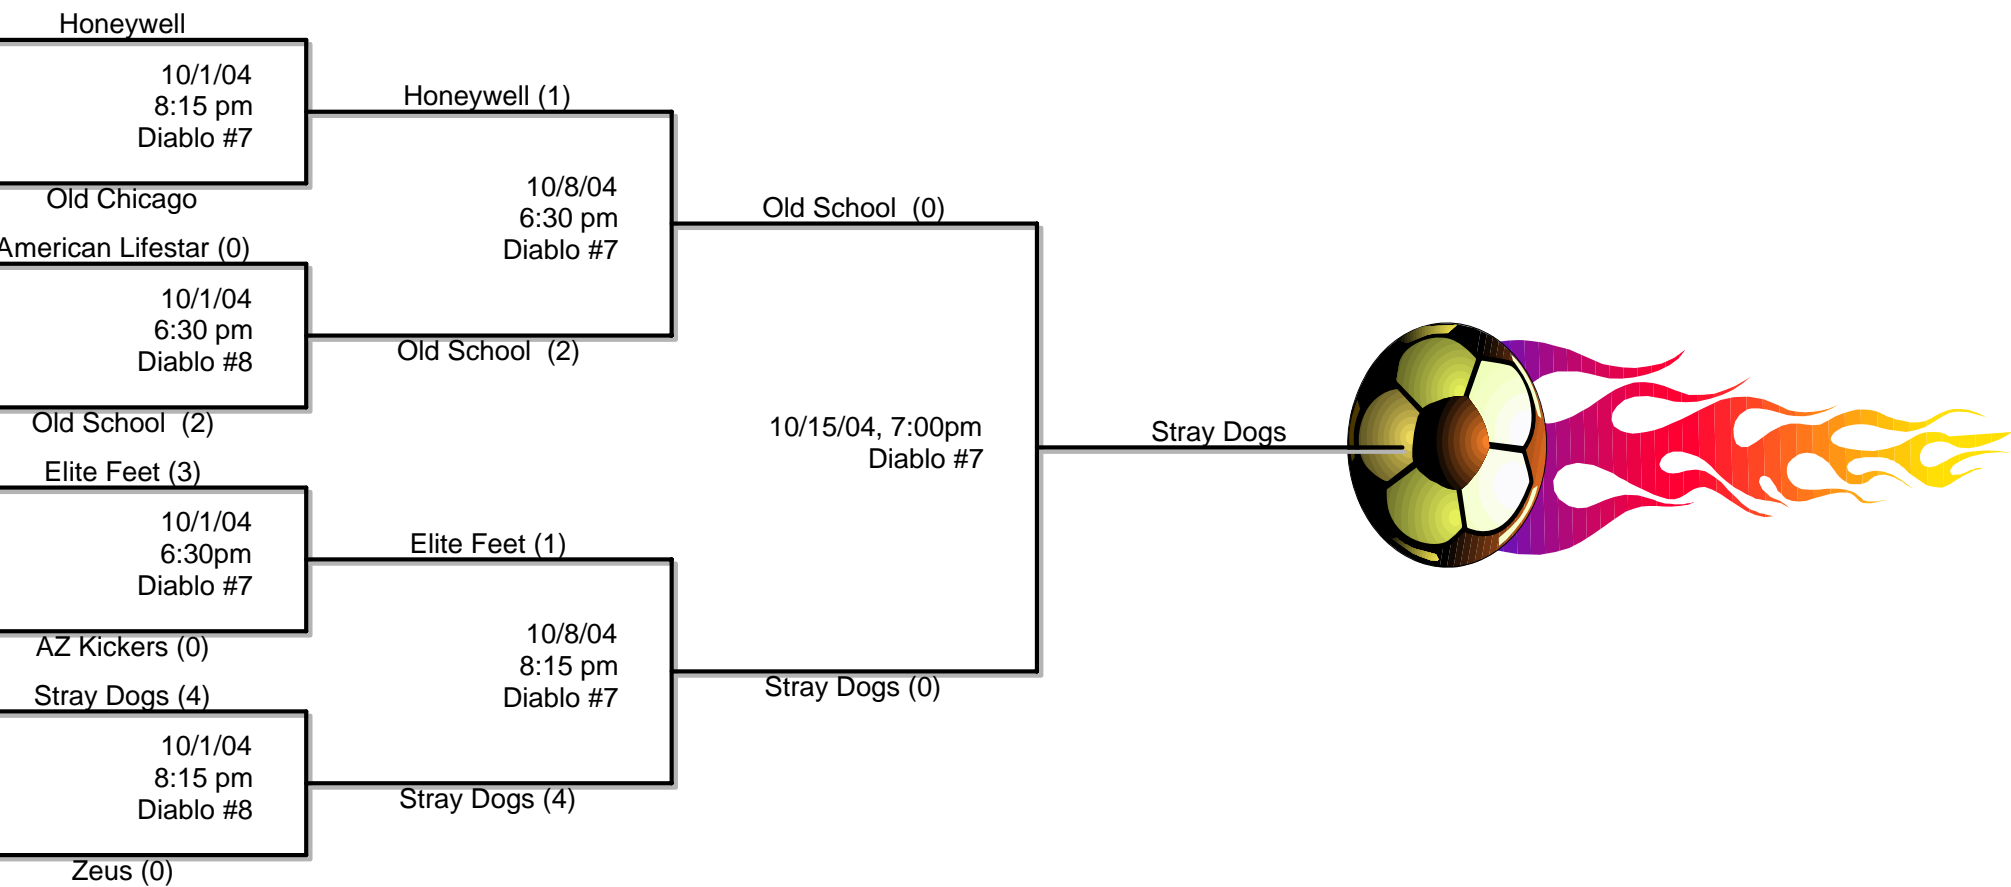 Honeywell
10/1/04
8:15 pm
Diablo #7
Old Chicago
American Lifestar (0)
10/1/04
6:30 pm
Diablo #8
Old School  (2)
Elite Feet (3)
10/1/04
6:30pm
Diablo #7
AZ Kickers (0)
Stray Dogs (4)
10/1/04
8:15 pm
Diablo #8
Zeus (0)
Honeywell (1)
10/8/04
6:30 pm
Diablo #7
Old School  (2)
Elite Feet (1)
10/8/04
8:15 pm
Diablo #7
Stray Dogs (4)
Old School  (0)
10/15/04, 7:00pm
Diablo #7
Stray Dogs (0)
Stray Dogs